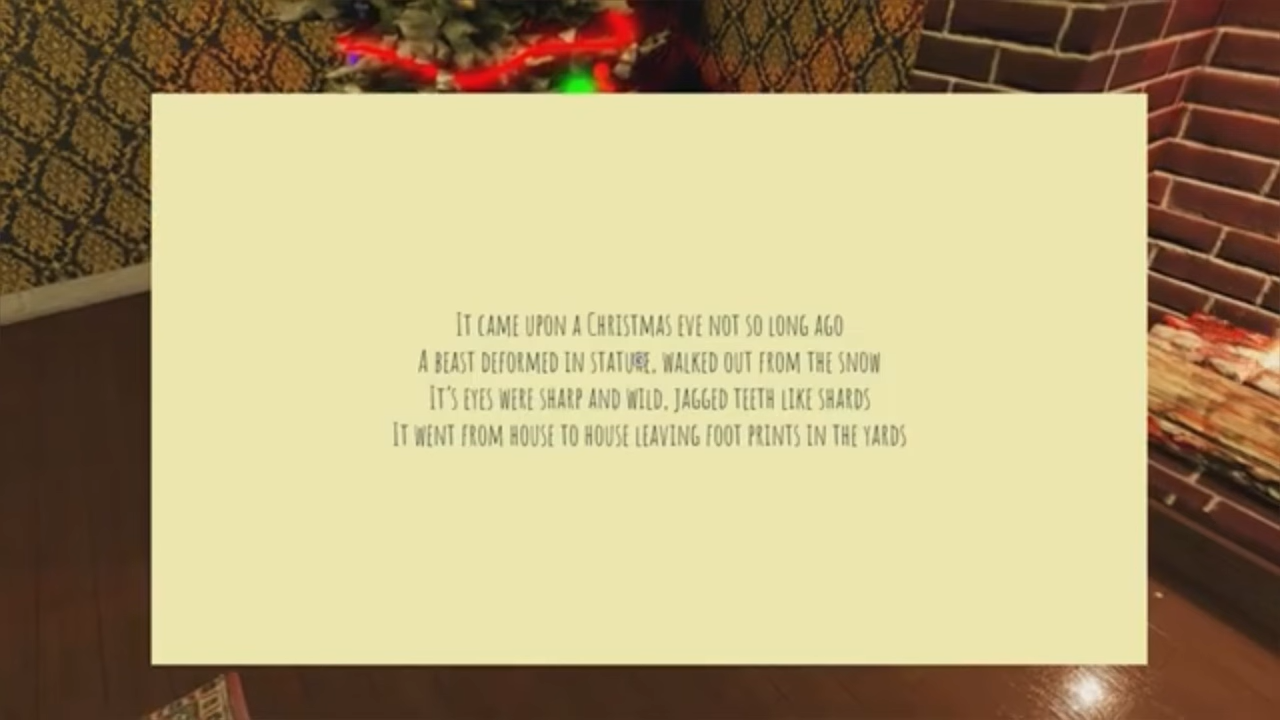 It came upon a Christmas eve not so long ago
A beast deformed in stature, walked out from the snow
It's eyes were sharp and wild, jagged teeth like shards
It went from house to house leaving foot prints in the yards